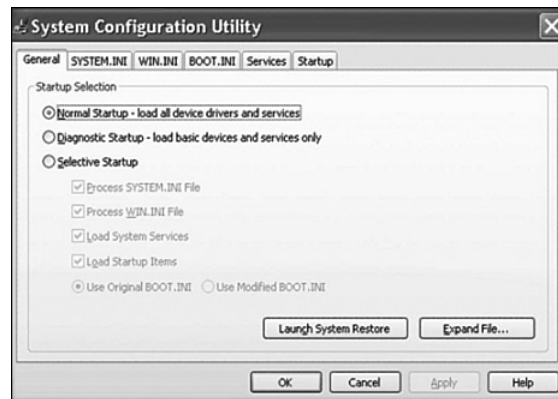 System Configuration Utility
General SYSTEM.INI WIN.INI BOOT.INI Services Startup
Startup Selection
Normal Startup - load all device drivers and services
Diagnostic Startup - load basic devices and services only
Selective Startup
Process SYSTEM.INI File
Process WIN.INI File
Load System Services
Load Startup Items
Use Original BOOT.INI Use Modified BOOT.INI
Launch System Restore Expand File...
OK Cancel Apply Help